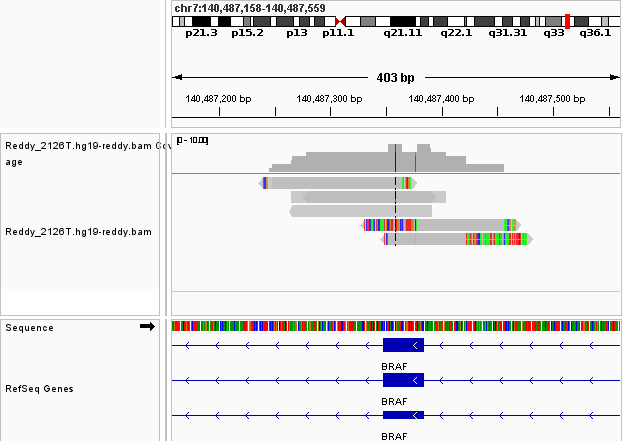 chr7:140,487,158-140,487,559
p21.3 p15.2 p13 p11.1 q21.11 q22.1 q31.31 q33 q36.1
403 bp
140,487,200 bp 140,487,300 bp 140,487,400 bp 140,487,500 bp
[0 - 10.00]
Reddy_2126T.hg19-reddy.bam Cov
age
Reddy_2126T.hg19-reddy.bam
Sequence
BRAF
RefSeq Genes
BRAF
BRAF